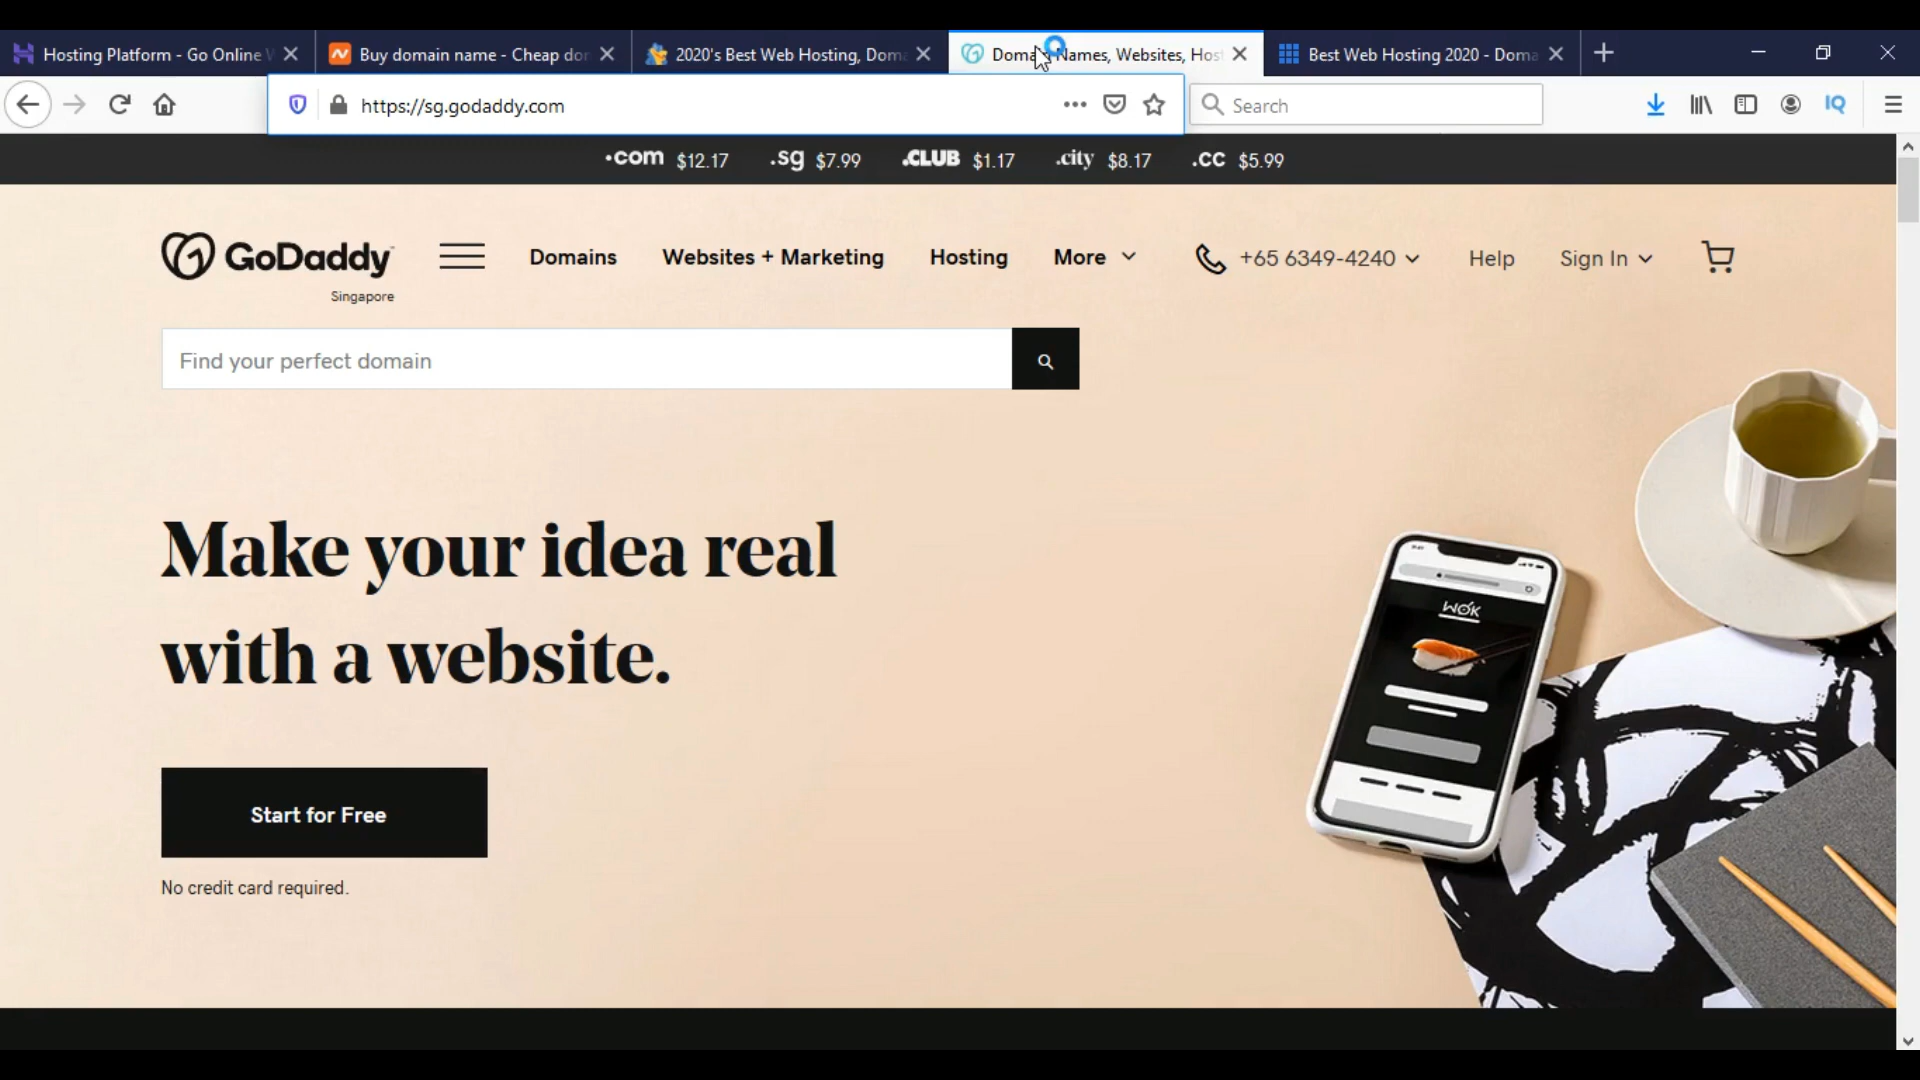 Hosting Platform - Go Online
Buy domain name - Cheap do
2020's Best Web Hosting, Dom
Domain Names, Websites, Host
Best Web Hosting 2020 - Doma
https://sg.godaddy.com
Search
IQ
.com $12.17 .sg $7.99 .CLUB $1.17 .city $8.17 .cc $5.99
GoDaddy
Singapore
Domains
Websites + Marketing
Hosting
More
+65 6349-4240
Help
Sign In
Find your perfect domain
Make your idea real
with a website.
WOK
Start for Free
No credit card required.